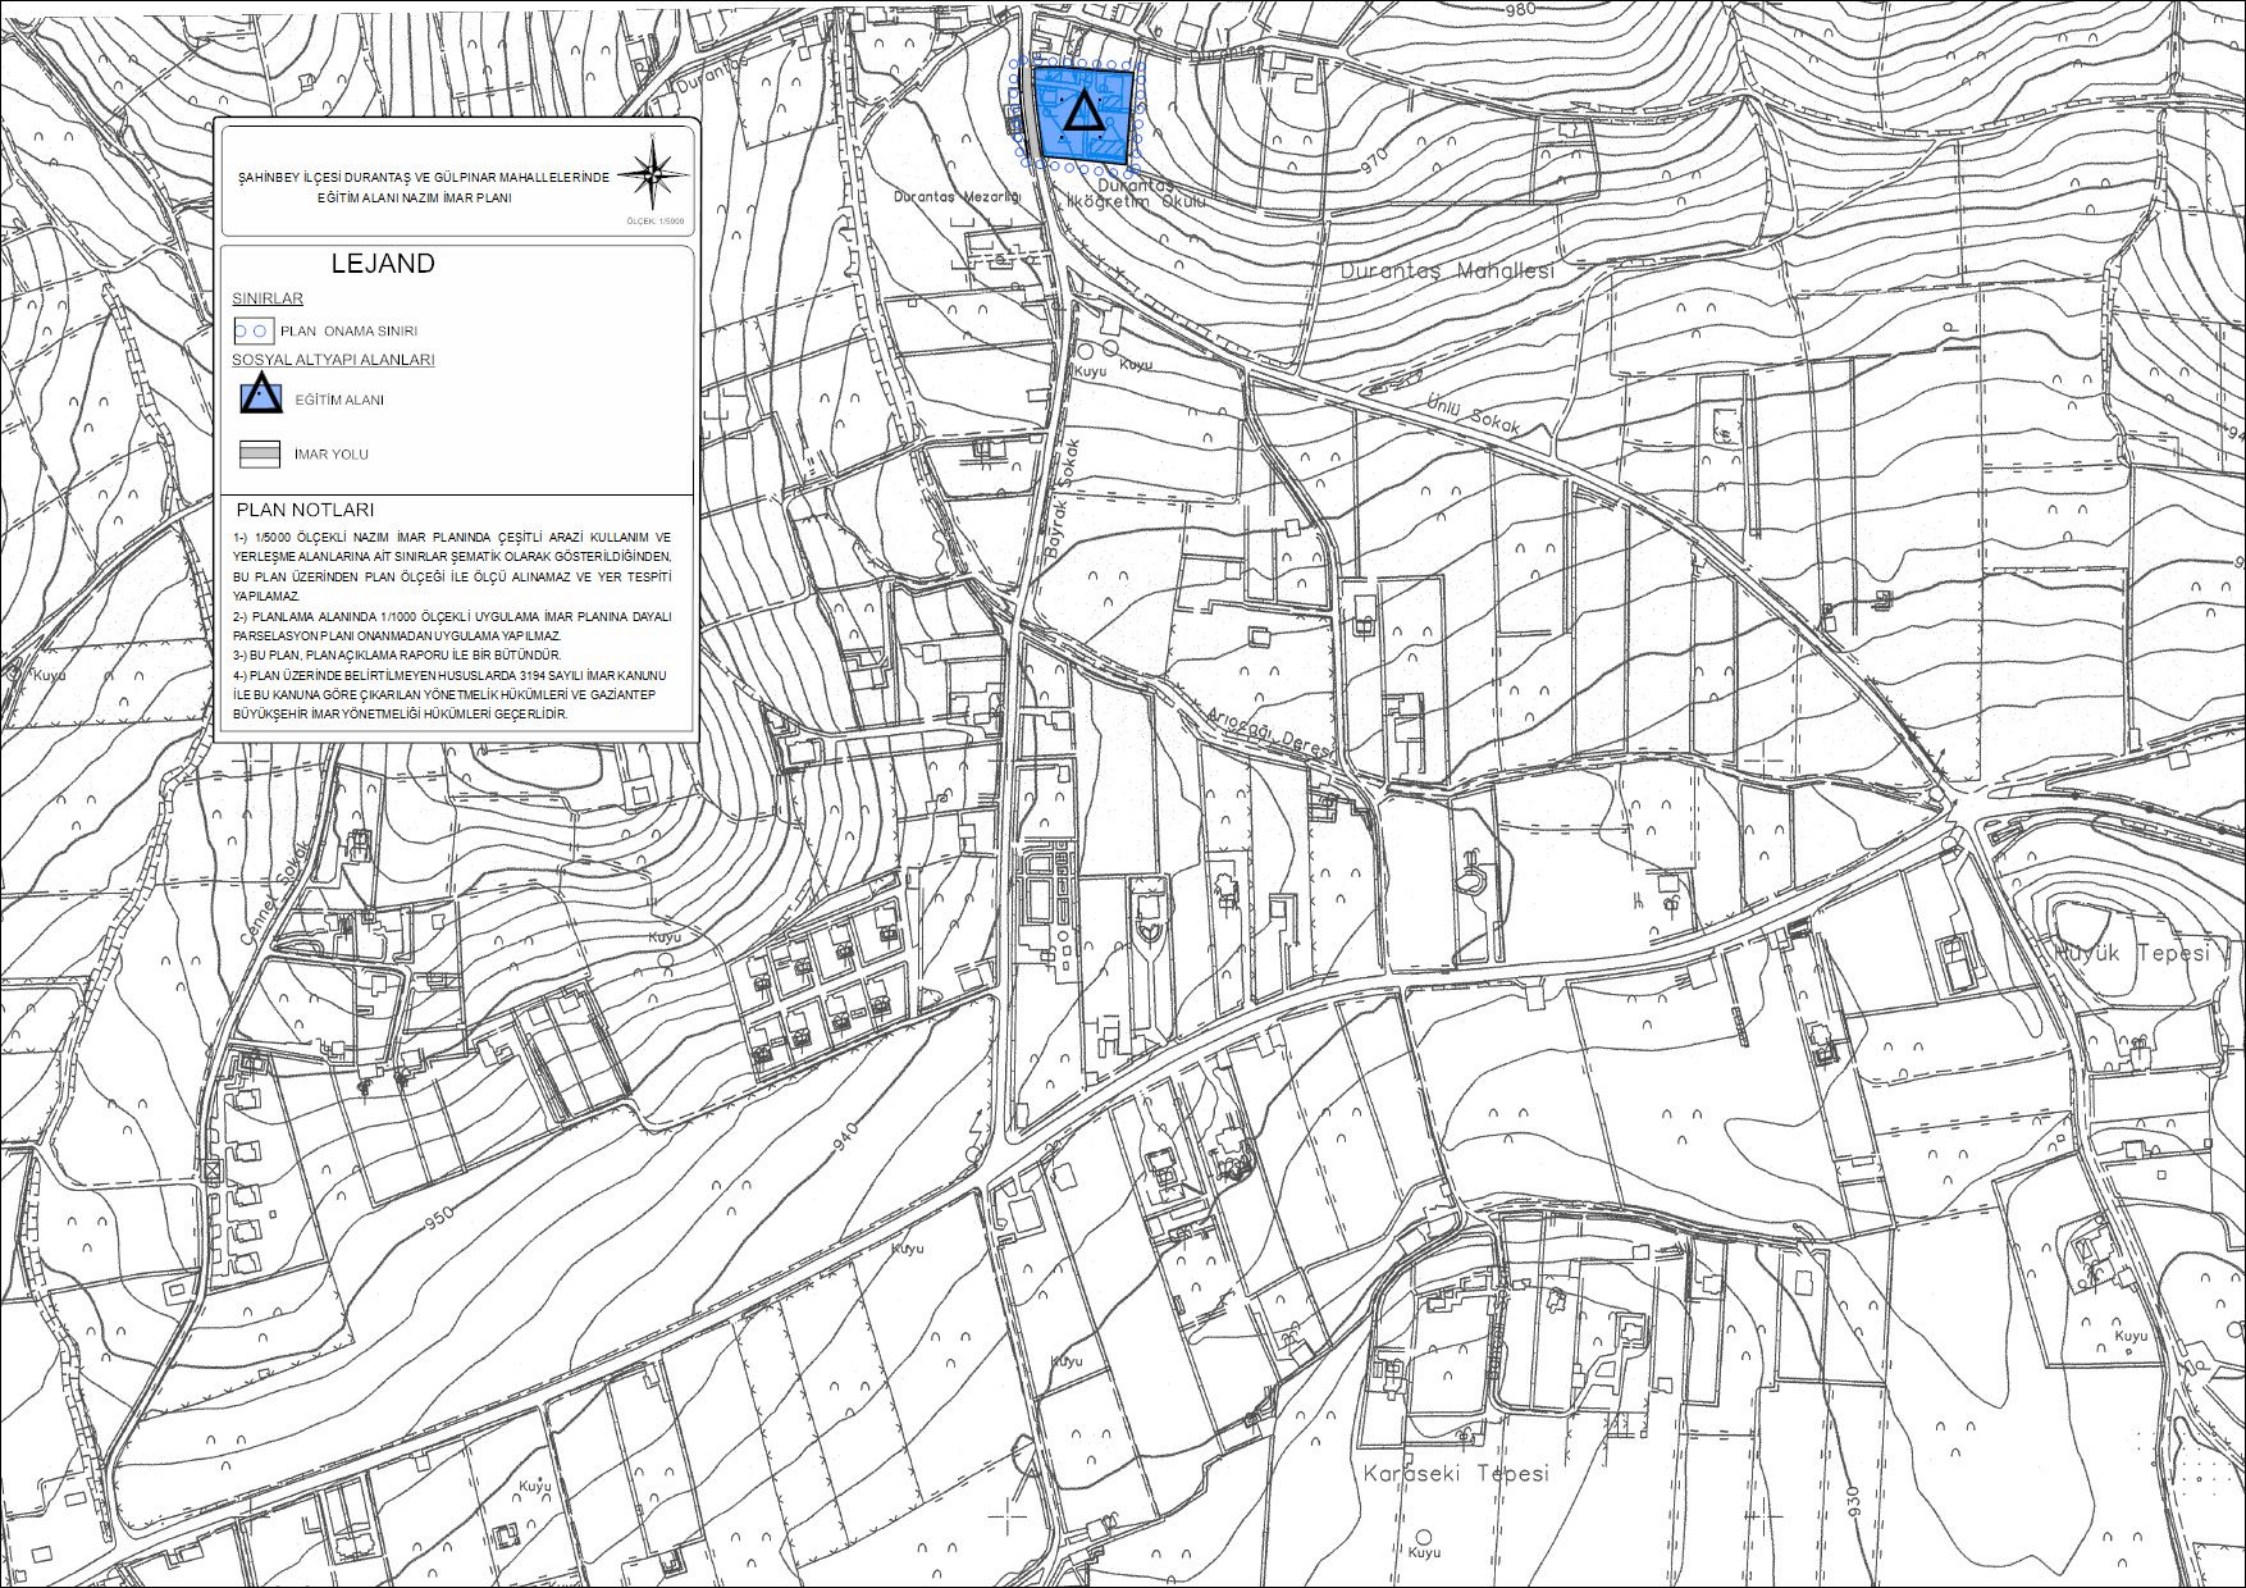 980
Durantaş
Durantaş
970
K
ŞAHİNBEY İLÇESİ DURANTAŞ VE GÜLPINAR MAHALLELERİNDE
EĞİTİM ALANI NAZIM İMAR PLANI
ÖLÇEK: 1/5000
LEJAND
SINIRLAR
PLAN ONAMA SINIRI
SOSYAL ALTYAPI ALANLARI
EĞİTİM ALANI
İMAR YOLU
PLAN NOTLARI
1-) 1/5000 ÖLÇEKLİ NAZIM İMAR PLANINDA ÇEŞİTLİ ARAZİ KULLANIM VE
YERLEŞME ALANLARINA AİT SINIRLAR ŞEMATİK OLARAK GÖSTERİLDİĞİNDEN,
BU PLAN ÜZERİNDEN PLAN ÖLÇEĞİ İLE ÖLÇÜ ALINAMAZ VE YER TESPİTİ
YAPILAMAZ.
2-) PLANLAMA ALANINDA 1/1000 ÖLÇEKLİ UYGULAMA İMAR PLANINA DAYALI
PARSELASYON PLANI ONANMADAN UYGULAMA YAPILMAZ.
3-) BU PLAN, PLAN AÇIKLAMA RAPORU İLE BİR BÜTÜNDÜR.
4-) PLAN ÜZERİNDE BELİRTİLMEYEN HUSUSLARDA 3194 SAYILI İMAR KANUNU
İLE BU KANUNA GÖRE ÇIKARILAN YÖNETMELİK HÜKÜMLERİ VE GAZİANTEP
BÜYÜKŞEHİR İMAR YÖNETMELİĞİ HÜKÜMLERİ GEÇERLİDİR.
Durantaş Mezarlığı
Durantaş
İlköğretim Okulu
Durantaş Mahallesi
Kuyu
Kuyu
Ünlü Sokak
Bayrak Sokak
Kuyu
Arıocağı Deresi
Cennet Sokak
Kuyu
Hüyük Tepesi
940
950
Kuyu
Kuyu
Kuyu
Karaseki Tepesi
Kuyu
930
Kuyu
Kuyu